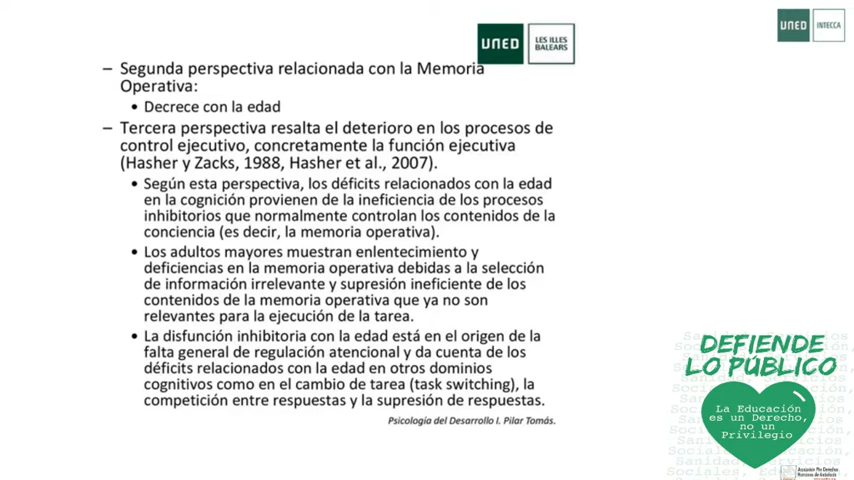 UNED
LES ILLES
BALEARS
UNED
INTECCA
– Segunda perspectiva relacionada con la Memoria
Operativa:
• Decrece con la edad
– Tercera perspectiva resalta el deterioro en los procesos de
control ejecutivo, concretamente la función ejecutiva
(Hasher y Zacks, 1988, Hasher et al., 2007).
• Según esta perspectiva, los déficits relacionados con la edad
en la cognición provienen de la ineficiencia de los procesos
inhibitorios que normalmente controlan los contenidos de la
conciencia (es decir, la memoria operativa).
• Los adultos mayores muestran enlentecimiento y
deficiencias en la memoria operativa debidas a la selección
de información irrelevante y supresión ineficiente de los
contenidos de la memoria operativa que ya no son
relevantes para la ejecución de la tarea.
• La disfunción inhibitoria con la edad está en el origen de la
falta general de regulación atencional y da cuenta de los
déficits relacionados con la edad en otros dominios
cognitivos como en el cambio de tarea (task switching), la
competición entre respuestas y la supresión de respuestas.
Psicología del Desarrollo I. Pilar Tomás.
DEFIENDE
LO PÚBLICO
La Educación
es un Derecho,
no un
Privilegio